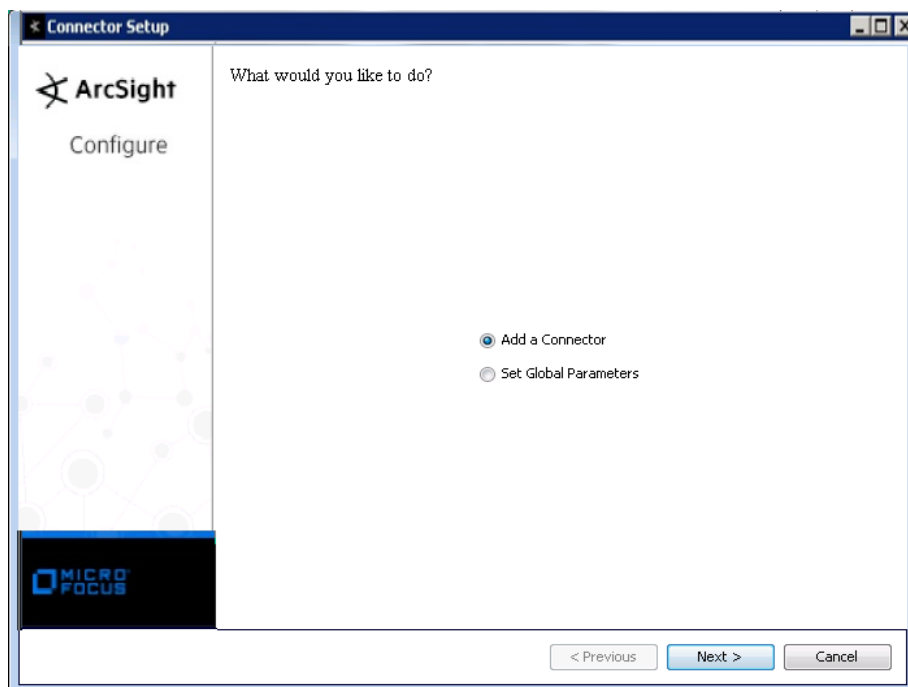 Connector Setup
ArcSight
Configure
What would you like to do?
Add a Connector
Set Global Parameters
MICRO
FOCUS
< Previous
Next >
Cancel